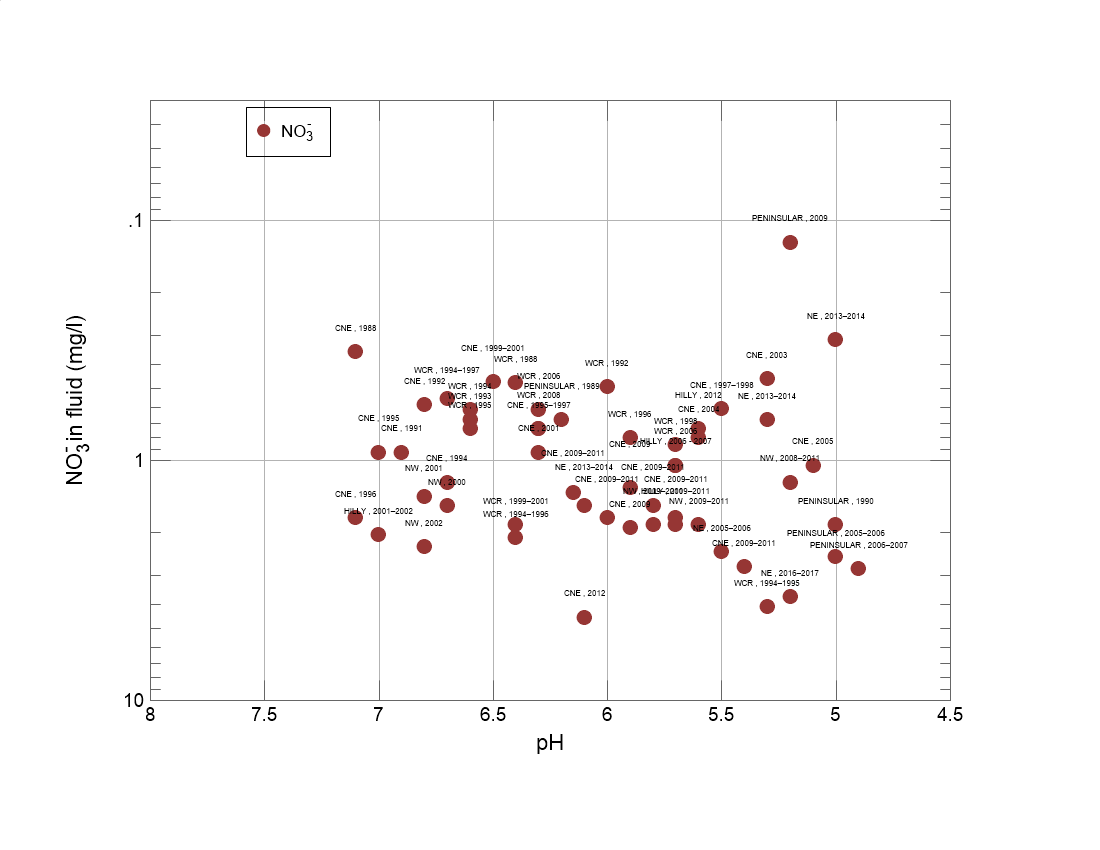 NO3-
.1
1
10
NO3- in fluid (mg/l)
PENINSULAR , 2009
NE , 2013–2014
CNE , 1988
CNE , 1999–2001
WCR , 1988
CNE , 2003
WCR , 1992
WCR , 1994–1997
WCR , 2006
CNE , 1992
WCR , 1994
PENINSULAR , 1989
CNE , 1997–1998
WCR , 1993
WCR , 2008
HILLY , 2012
NE , 2013–2014
WCR , 1995
CNE , 1995–1997
CNE , 2004
WCR , 1996
CNE , 1995
WCR , 1998
CNE , 1991
CNE , 2001
WCR , 2005
CNE , 2009
HILLY , 2005 - 2007
CNE , 2005
CNE , 2009–2011
CNE , 1994
NW , 2008–2011
NW , 2001
NE , 2013–2014
CNE , 2009–2011
NW , 2000
CNE , 2009–2011
CNE , 2009–2011
CNE , 1996
WCR , 1999–2001
CNE , 2009
NW , 2009–2011
PENINSULAR , 1990
HILLY , 2001–2002
WCR , 1994–1996
NW , 2002
NE , 2005–2006
PENINSULAR , 2005–2006
CNE , 2009–2011
PENINSULAR , 2006–2007
NE , 2016–2017
WCR , 1994–1995
CNE , 2012
8
7.5
7
6.5
6
5.5
5
4.5
pH